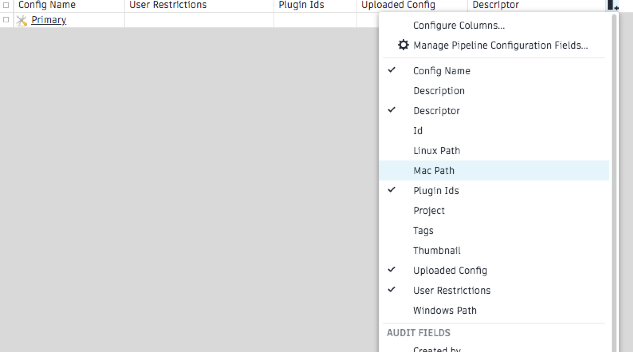 Config Name User Restrictions Plugin Ids Uploaded Config Descriptor
Primary
Configure Columns...
Manage Pipeline Configuration Fields...
Config Name
Description
Descriptor
Id
Linux Path
Mac Path
Plugin Ids
Project
Tags
Thumbnail
Uploaded Config
User Restrictions
Windows Path
AUDIT FIELDS
Created by